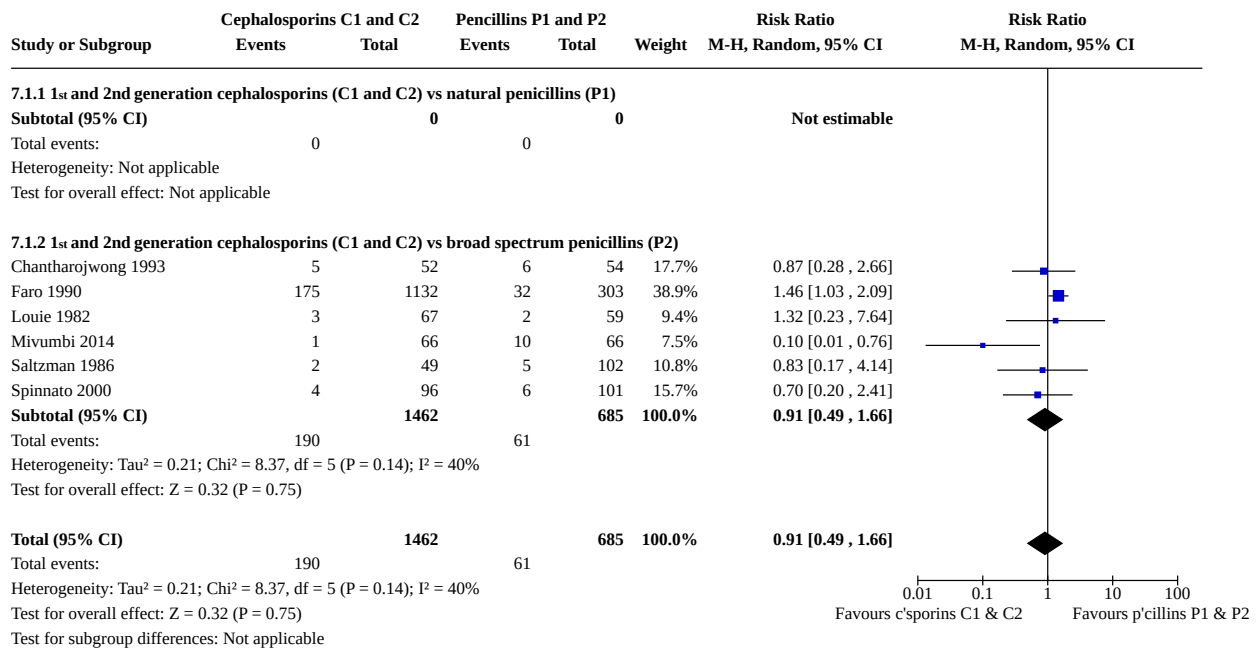 Cephalosporins C1 and C2 Pencillins P1 and P2 Risk Ratio Risk Ratio
Study or Subgroup Events Total Events Total Weight M-H, Random, 95% CI M-H, Random, 95% CI
7.1.1 1st and 2nd generation cephalosporins (C1 and C2) vs natural penicillins (P1)
Subtotal (95% CI) 0 0 Not estimable
Total events: 0 0
Heterogeneity: Not applicable
Test for overall effect: Not applicable
7.1.2 1st and 2nd generation cephalosporins (C1 and C2) vs broad spectrum penicillins (P2)
Chantharojwong 1993 5 52 6 54 17.7% 0.87 [0.28 , 2.66]
Faro 1990 175 1132 32 303 38.9% 1.46 [1.03 , 2.09]
Louie 1982 3 67 2 59 9.4% 1.32 [0.23 , 7.64]
Mivumbi 2014 1 66 10 66 7.5% 0.10 [0.01 , 0.76]
Saltzman 1986 2 49 5 102 10.8% 0.83 [0.17 , 4.14]
Spinnato 2000 4 96 6 101 15.7% 0.70 [0.20 , 2.41]
Subtotal (95% CI) 1462 685 100.0% 0.91 [0.49 , 1.66]
Total events: 190 61
Heterogeneity: Tau² = 0.21; Chi² = 8.37, df = 5 (P = 0.14); I² = 40%
Test for overall effect: Z = 0.32 (P = 0.75)
Total (95% CI) 1462 685 100.0% 0.91 [0.49 , 1.66]
Total events: 190 61
Heterogeneity: Tau² = 0.21; Chi² = 8.37, df = 5 (P = 0.14); I² = 40%
0.01 0.1 1 10 100
Test for overall effect: Z = 0.32 (P = 0.75) Favours c'sporins C1 & C2 Favours p'cillins P1 & P2
Test for subgroup differences: Not applicable